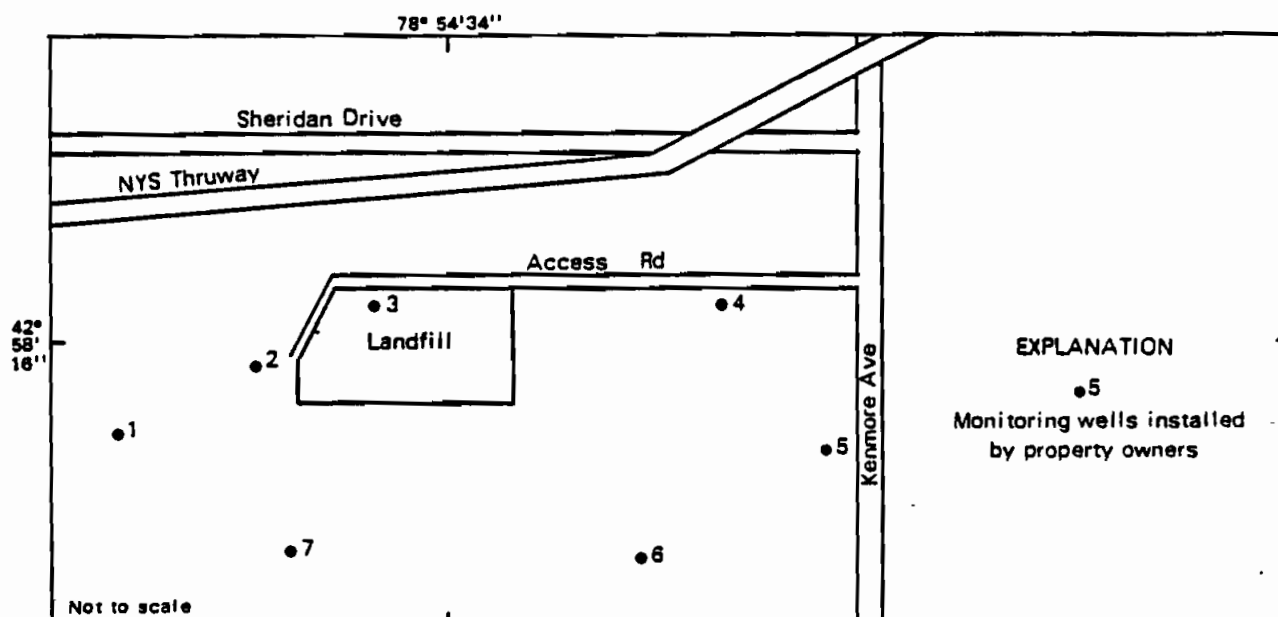 78° 54'34"
Sheridan Drive
NYS Thruway
Access Rd
3
4
42°
58'
16"
Landfill
2
EXPLANATION
5
Monitoring wells installed
by property owners
1
5
Kenmore Ave
7
6
Not to scale